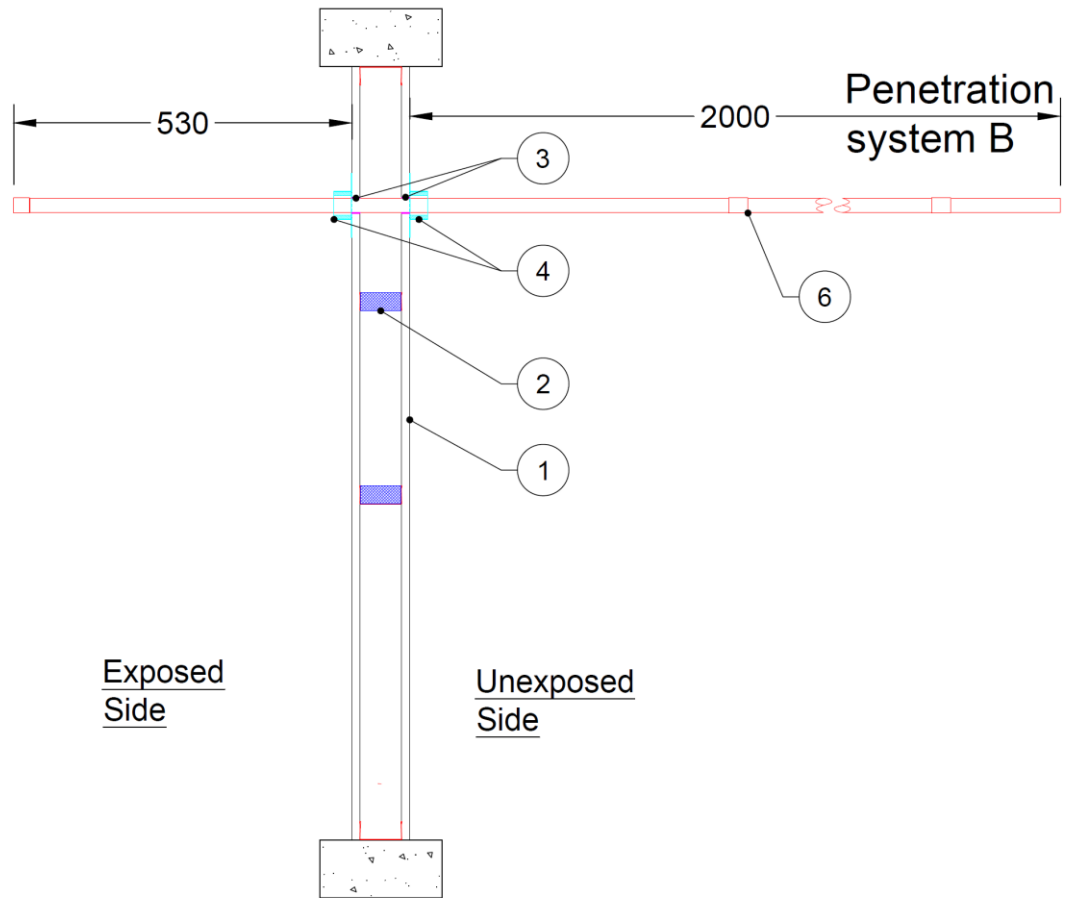 Penetration
system B
530
2000
3
4
6
2
1
Exposed
Side
Unexposed
Side